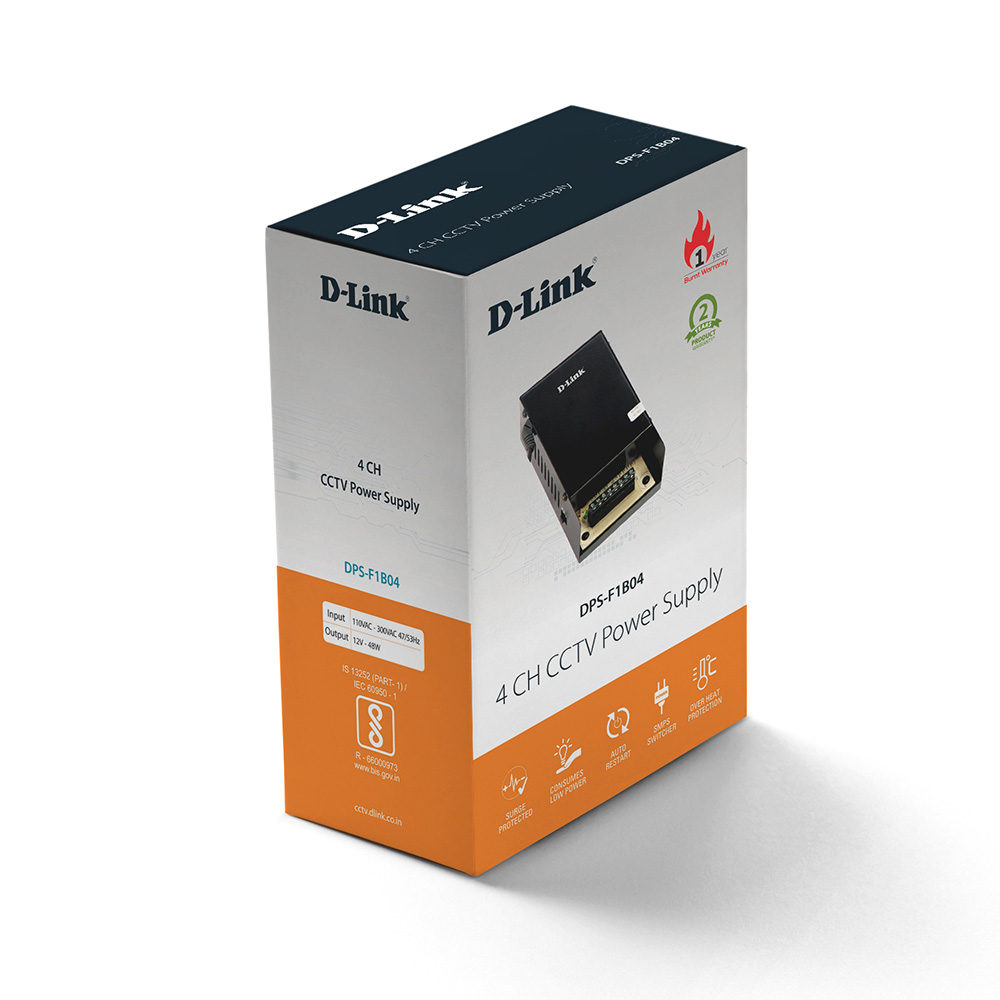 D-Link®
4 CH CCTV Power Supply
DPS-F1B04
D-Link®
4 CH
CCTV Power Supply
DPS-F1B04
Input 110VAC - 300VAC 47/53Hz
Output 12V - 48W
IS 13252 (PART- 1) /
IEC 60950 - 1
R - 66000973
www.bis.gov.in
cctv.dlink.co.in
D-Link®
1 year
Burnt Warranty
2
YEARS
PRODUCT
WARRANTY*
D-Link
DPS-F1B04
4 CH CCTV Power Supply
SURGE
PROTECTED
CONSUMES
LOW POWER
AUTO
RESTART
SMPS
SWITCHER
OVER HEAT
PROTECTION